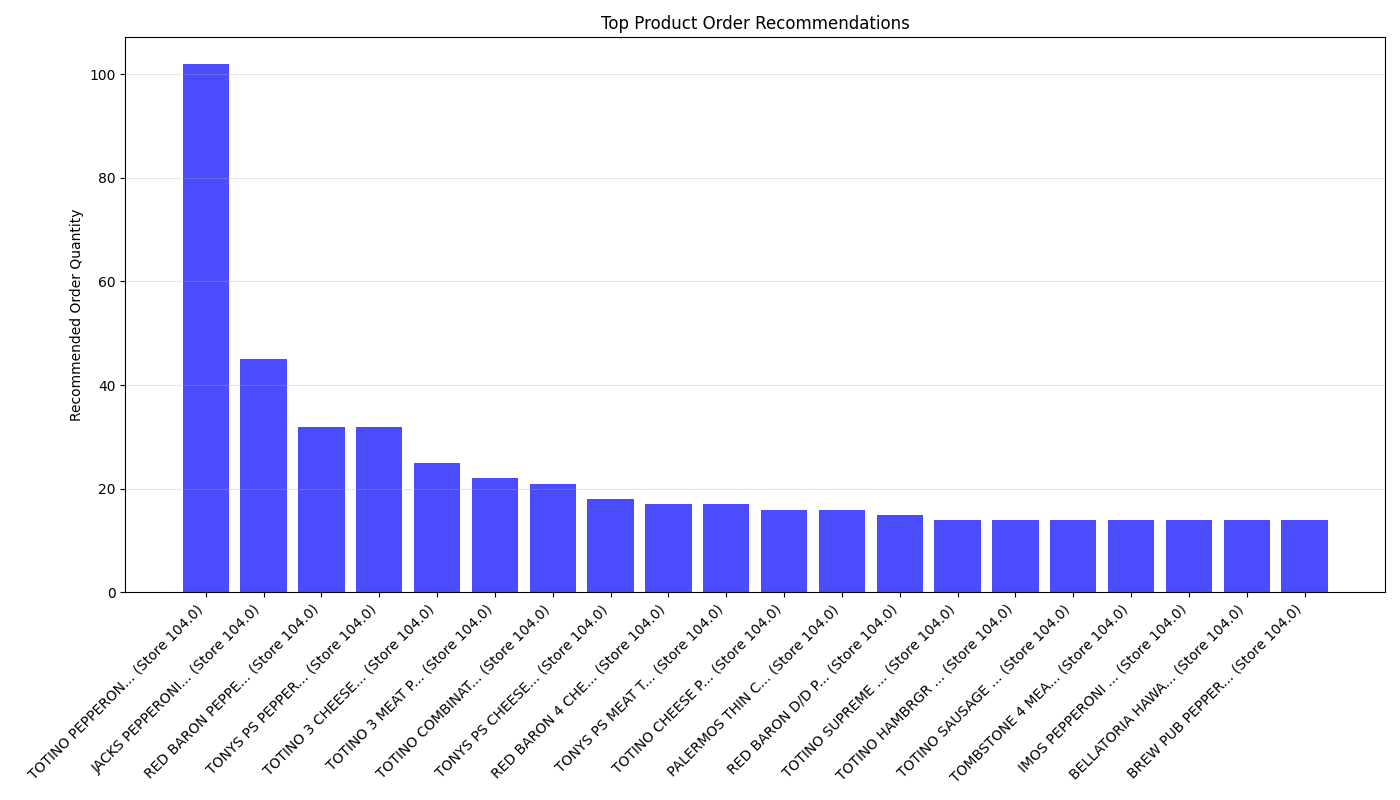 Top Product Order Recommendations
Recommended Order Quantity
100
80
60
40
20
0
TOTINO PEPPERON... (Store 104.0)
JACKS PEPPERONI... (Store 104.0)
RED BARON PEPPE... (Store 104.0)
TONYS PS PEPPER... (Store 104.0)
TOTINO 3 CHEESE... (Store 104.0)
TOTINO 3 MEAT P... (Store 104.0)
TOTINO COMBINAT... (Store 104.0)
TONYS PS CHEESE... (Store 104.0)
RED BARON 4 CHE... (Store 104.0)
TONYS PS MEAT T... (Store 104.0)
TOTINO CHEESE P... (Store 104.0)
PALERMOS THIN C... (Store 104.0)
RED BARON D/D P... (Store 104.0)
TOTINO SUPREME ... (Store 104.0)
TOTINO HAMBRGR ... (Store 104.0)
TOTINO SAUSAGE ... (Store 104.0)
TOMBSTONE 4 MEA... (Store 104.0)
IMOS PEPPERONI ... (Store 104.0)
BELLATORIA HAWA... (Store 104.0)
BREW PUB PEPPER... (Store 104.0)